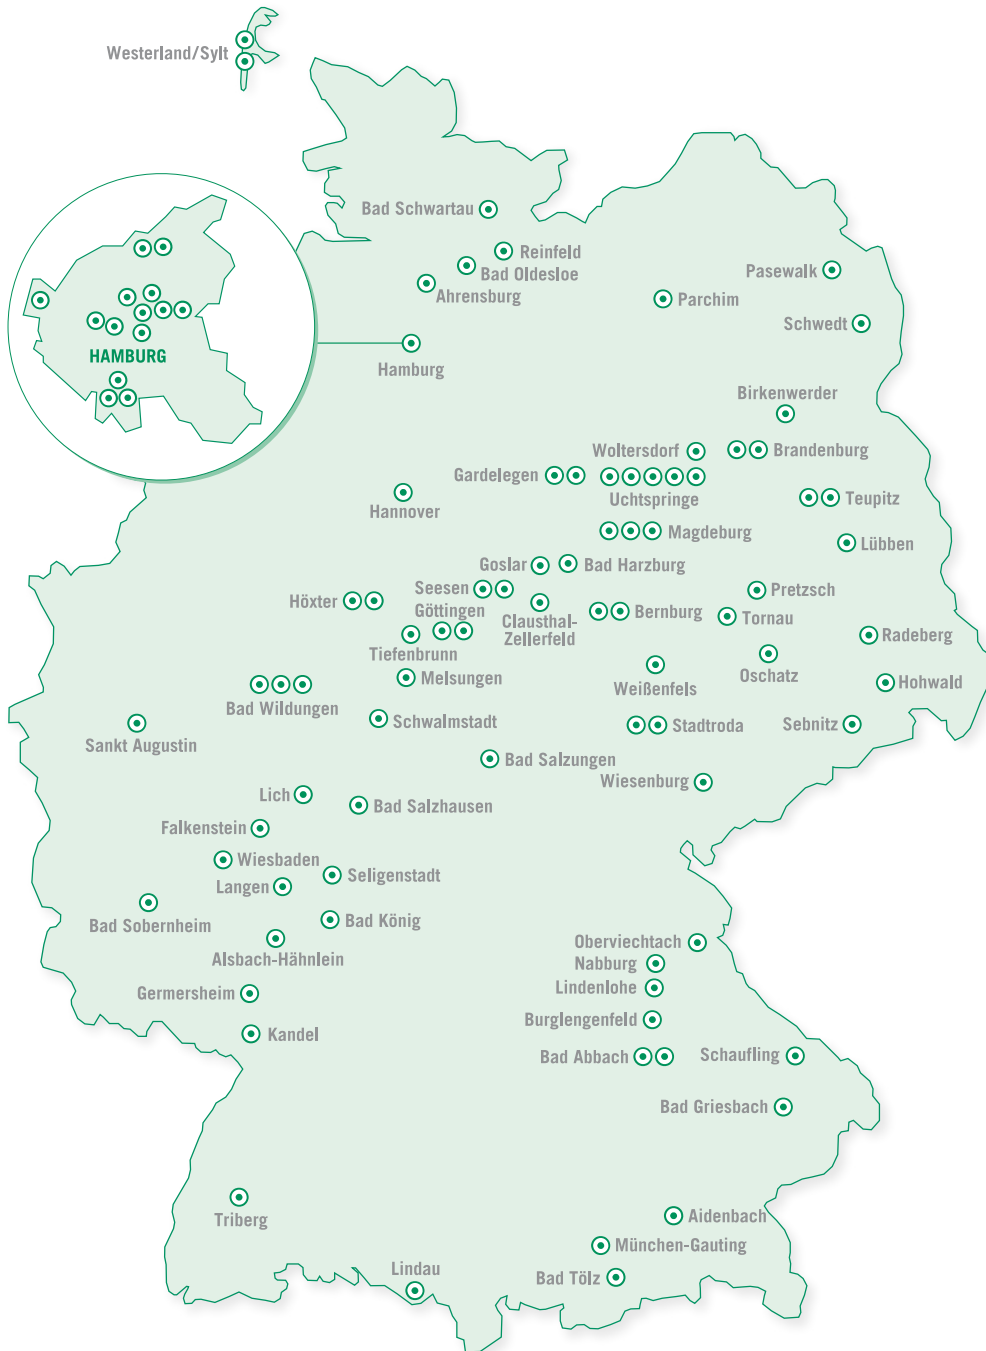 Westerland/Sylt
Bad Schwartau
Reinfeld
Bad Oldesloe
Ahrensburg
Pasewalk
Parchim
Schwedt
HAMBURG
Hamburg
Birkenwerder
Woltersdorf
Brandenburg
Gardelegen
Uchtspringe
Teupitz
Hannover
Magdeburg
Lübben
Goslar
Bad Harzburg
Seesen
Pretzsch
Höxter
Göttingen
Clausthal-
Zellerfeld
Bernburg
Tornau
Radeberg
Tiefenbrunn
Oschatz
Melsungen
Weißenfels
Hohwald
Bad Wildungen
Schwalmstadt
Stadtroda
Sebnitz
Sankt Augustin
Bad Salzungen
Wiesenburg
Lich
Bad Salzhausen
Falkenstein
Wiesbaden
Seligenstadt
Langen
Bad Sobernheim
Bad König
Alsbach-Hähnlein
Oberviechtach
Nabburg
Lindenlohe
Germersheim
Burglengenfeld
Kandel
Bad Abbach
Schaufling
Bad Griesbach
Triberg
Aidenbach
München-Gauting
Lindau
Bad Tölz